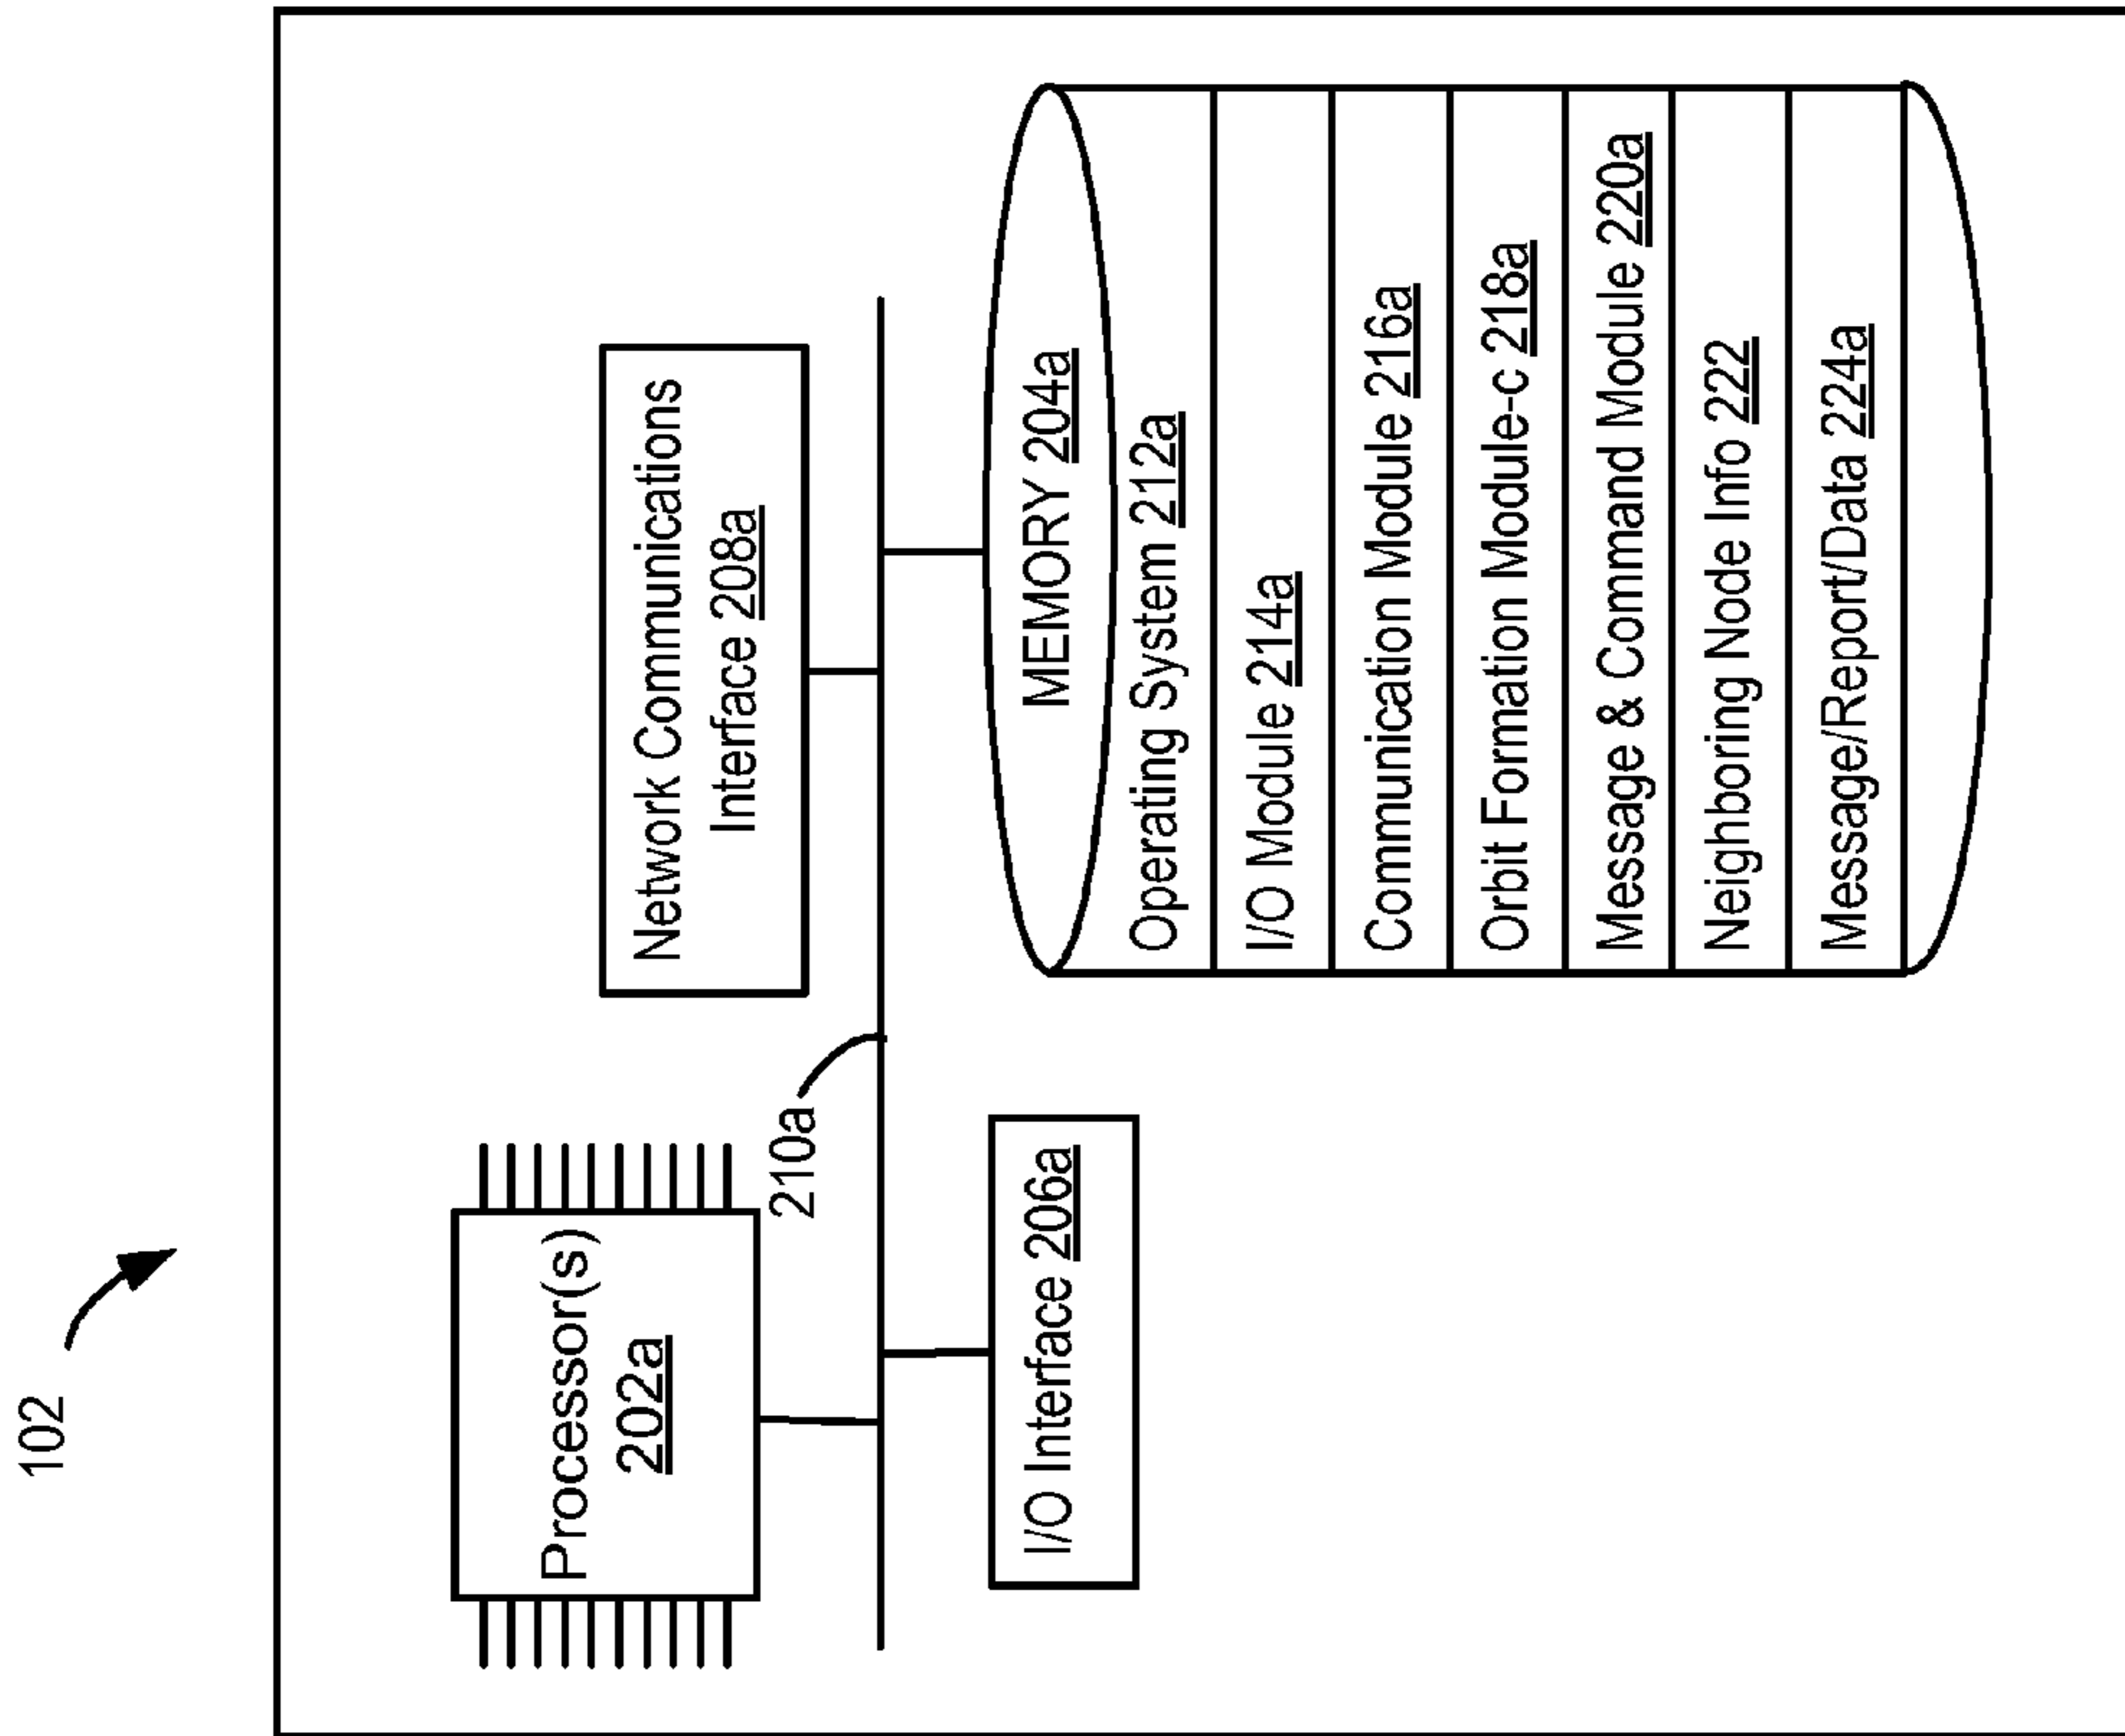 102
Processor(s)
202a
Network Communications
Interface 208a
210a
I/O Interface 206a
MEMORY 204a
Operating System 212a
I/O Module 214a
Communication Module 216a
Orbit Formation Module-c 218a
Message & Command Module 220a
Neighboring Node Info 222
Message/Report/Data 224a